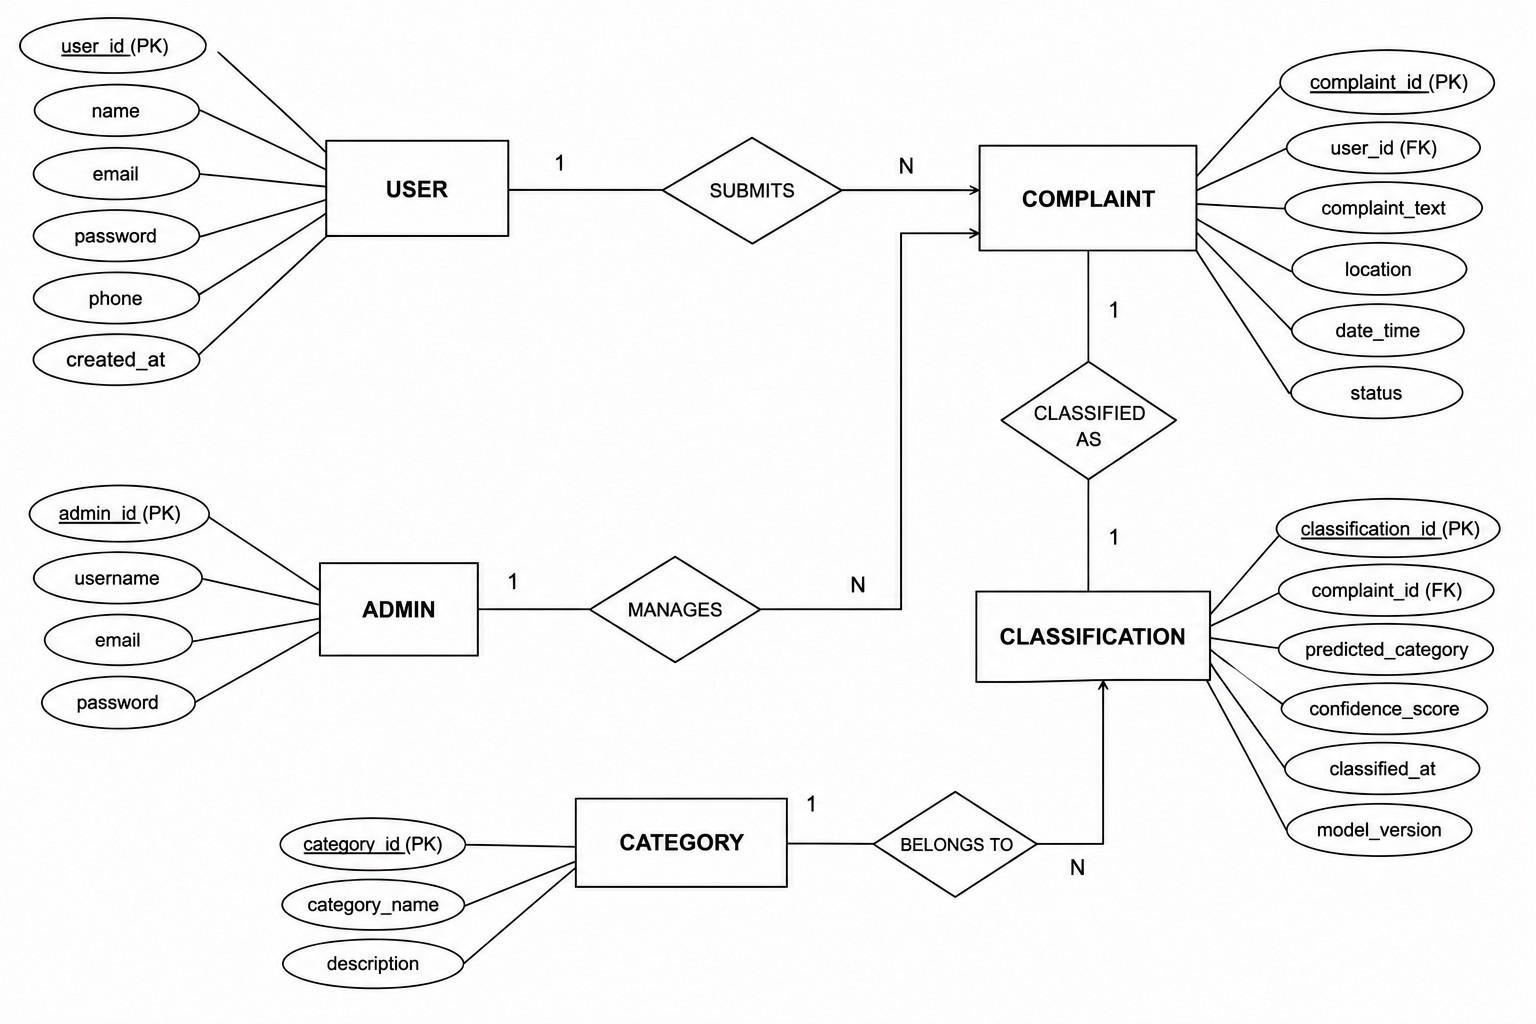 user_id (PK)
name
email
password
phone
created_at
USER
1
SUBMITS
N
COMPLAINT
complaint_id (PK)
user_id (FK)
complaint_text
location
date_time
status
1
CLASSIFIED
AS
1
admin_id (PK)
username
email
password
ADMIN
1
MANAGES
N
CLASSIFICATION
classification_id (PK)
complaint_id (FK)
predicted_category
confidence_score
classified_at
model_version
category_id (PK)
category_name
description
CATEGORY
1
BELONGS TO
N